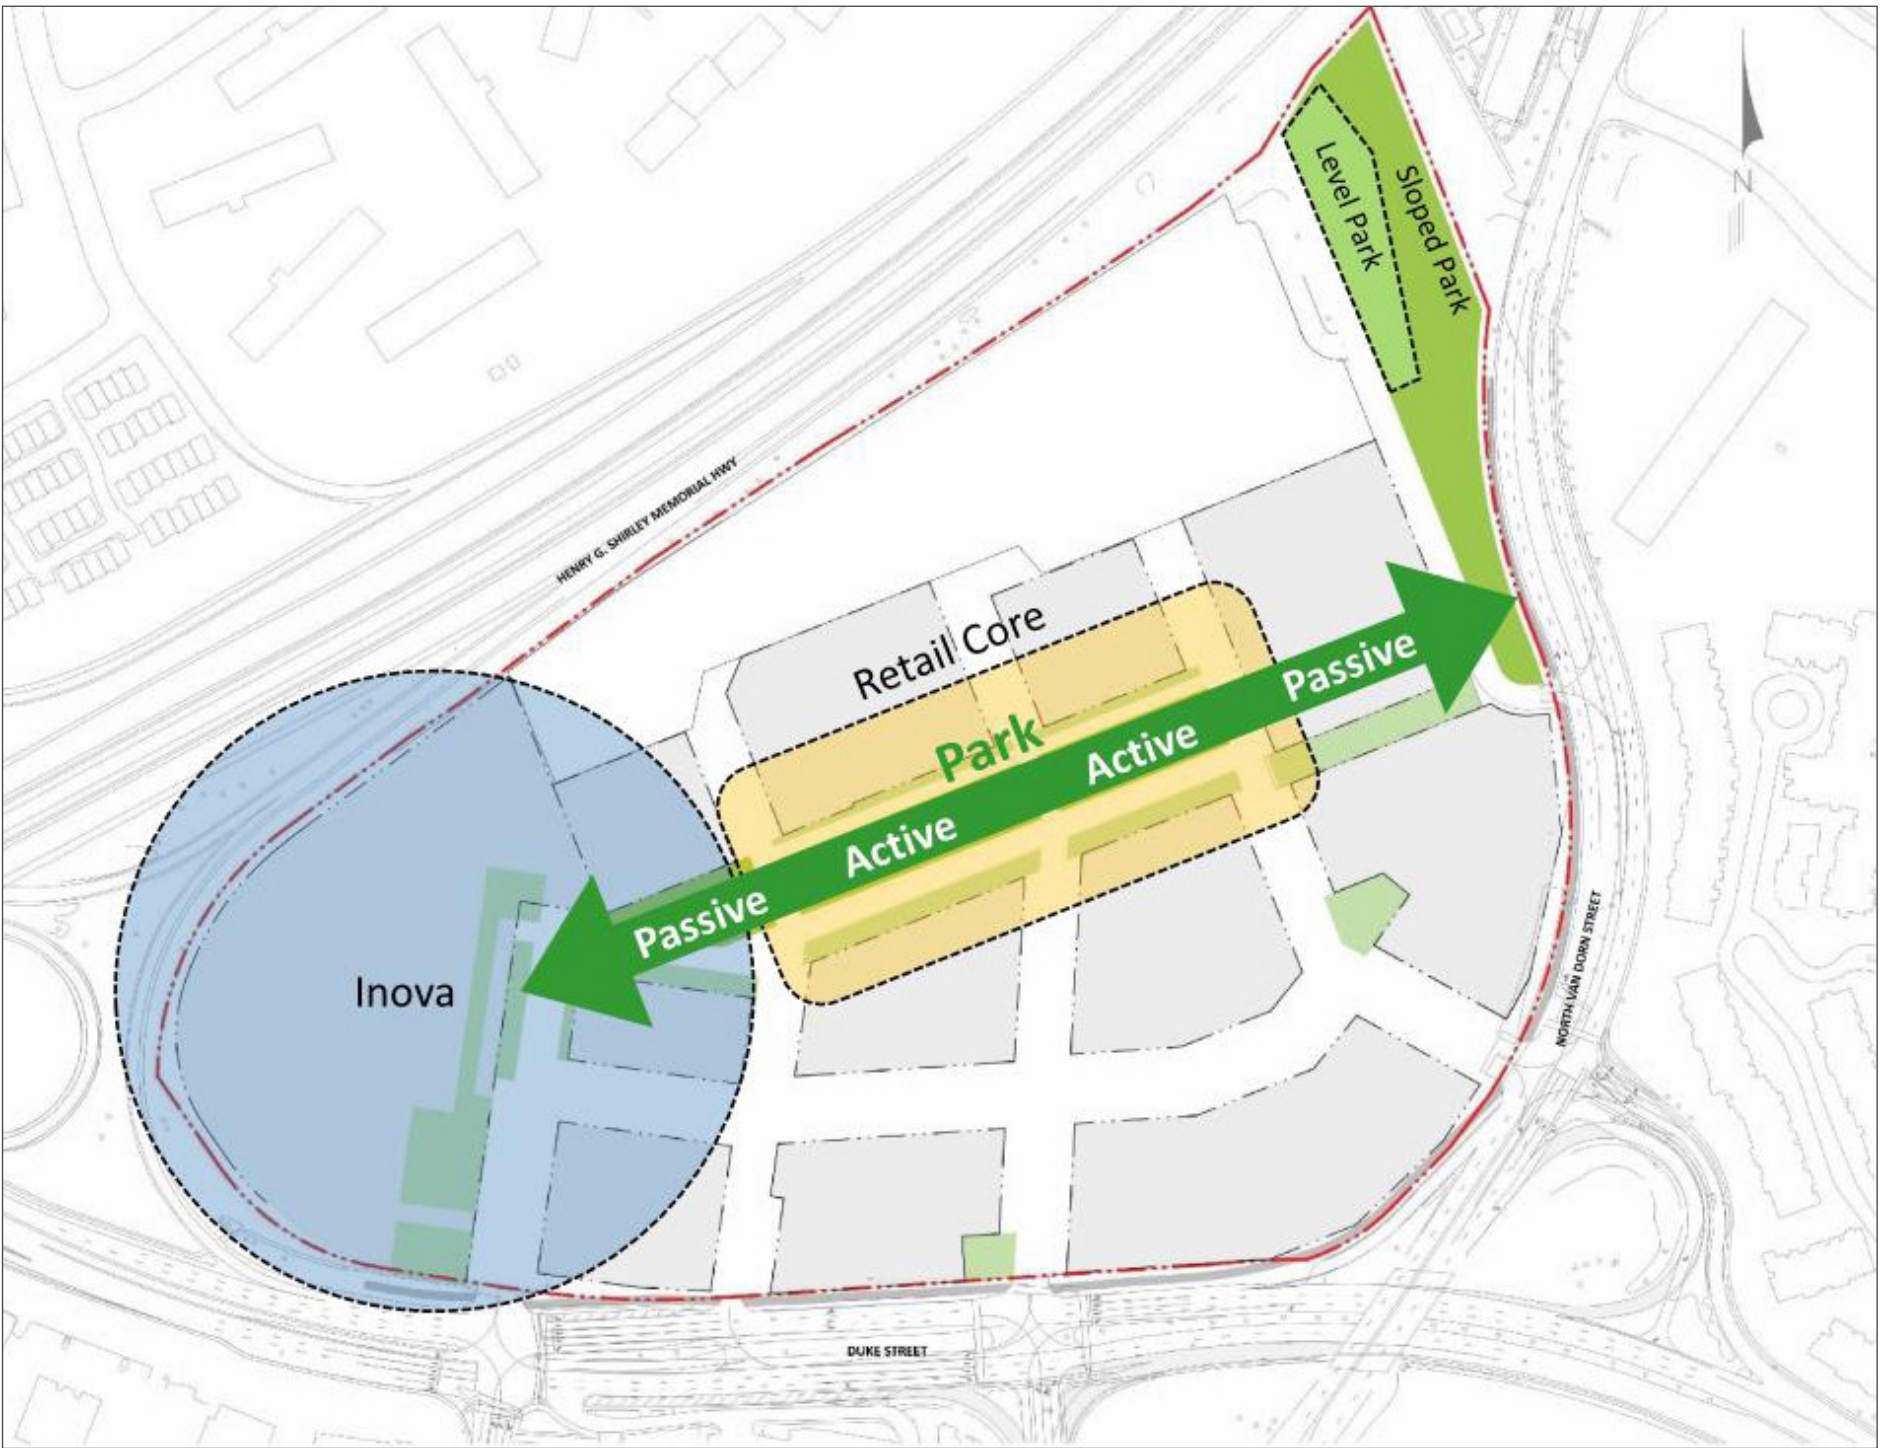 Level Park
Sloped Park
N
HENRY G. SHIRLEY MEMORIAL HWY
Retail Core
Park
Passive
Active
Active
Passive
Inova
NORTH VAN DORN STREET
DUKE STREET